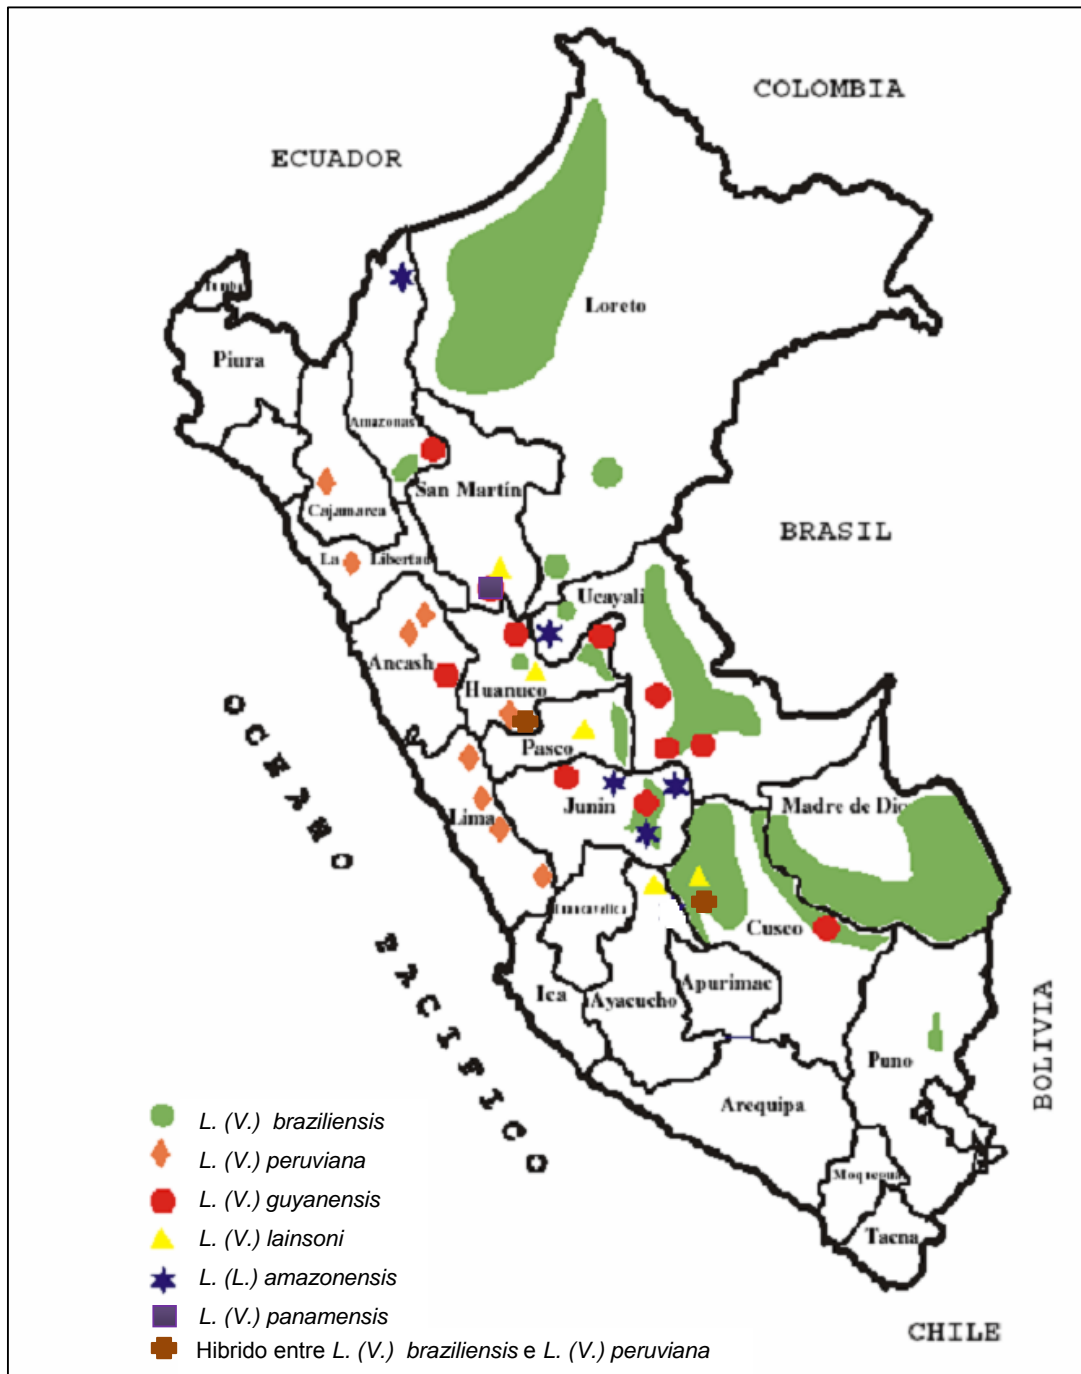 COLOMBIA
ECUADOR
Loreto
Piura
Amazonas
San Martín
Cajamarca
BRASIL
La Libertad
Ucayali
Ancash
Huanuco
Pasco
Junin
Madre de Dio
Lima
Cusco
Apurimac
Ica
Ayacucho
Puno
Arequipa
Moquegua
Tacna
BOLIVIA
CHILE
OCEANO PACIFICO
L. (V.) braziliensis
L. (V.) peruviana
L. (V.) guyanensis
L. (V.) lainsoni
L. (L.) amazonensis
L. (V.) panamensis
Hibrido entre L. (V.) braziliensis e L. (V.) peruviana